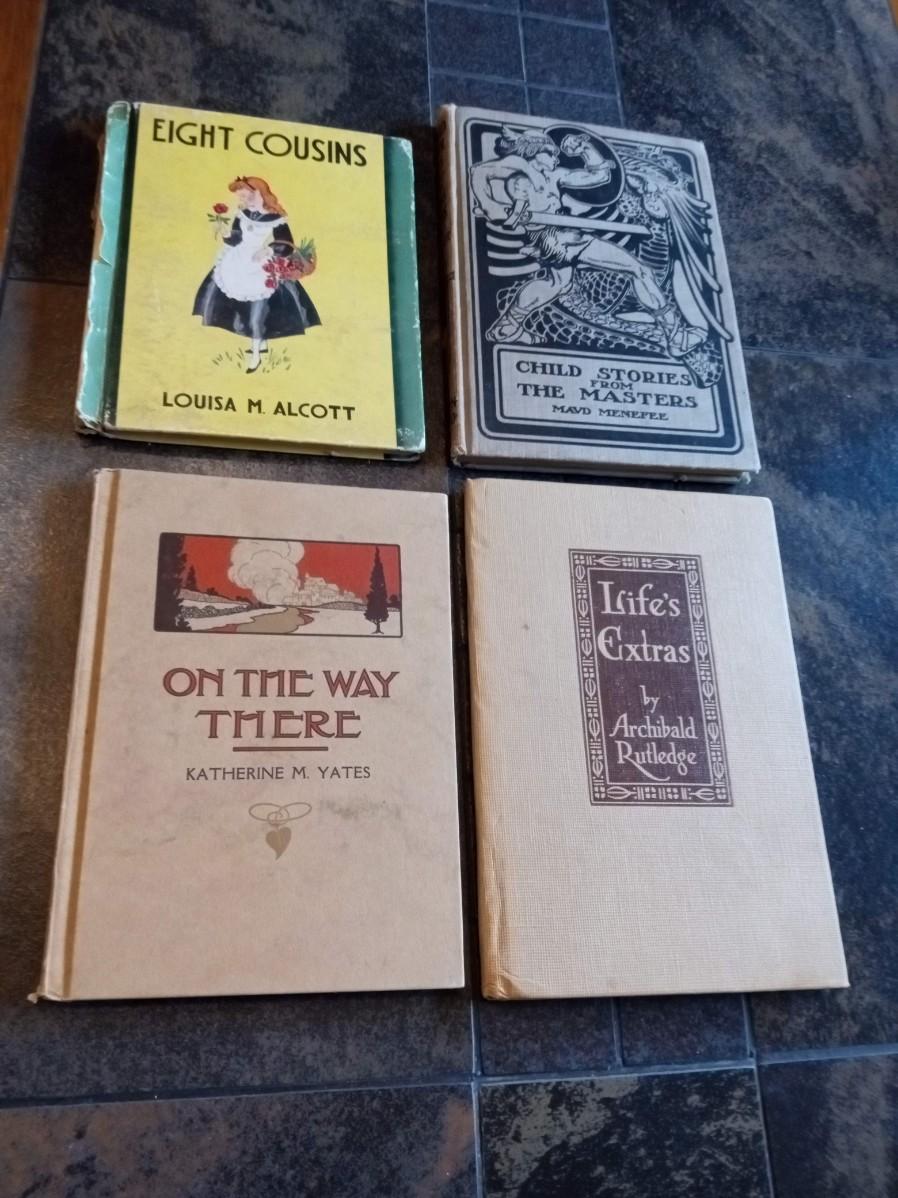 EIGHT COUSINS
LOUISA M. ALCOTT
CHILD STORIES
FROM
THE MASTERS
MAVD MENEFEE
ON THE WAY
THERE
KATHERINE M. YATES
Life's
Extras
by
Archibald
Rutledge